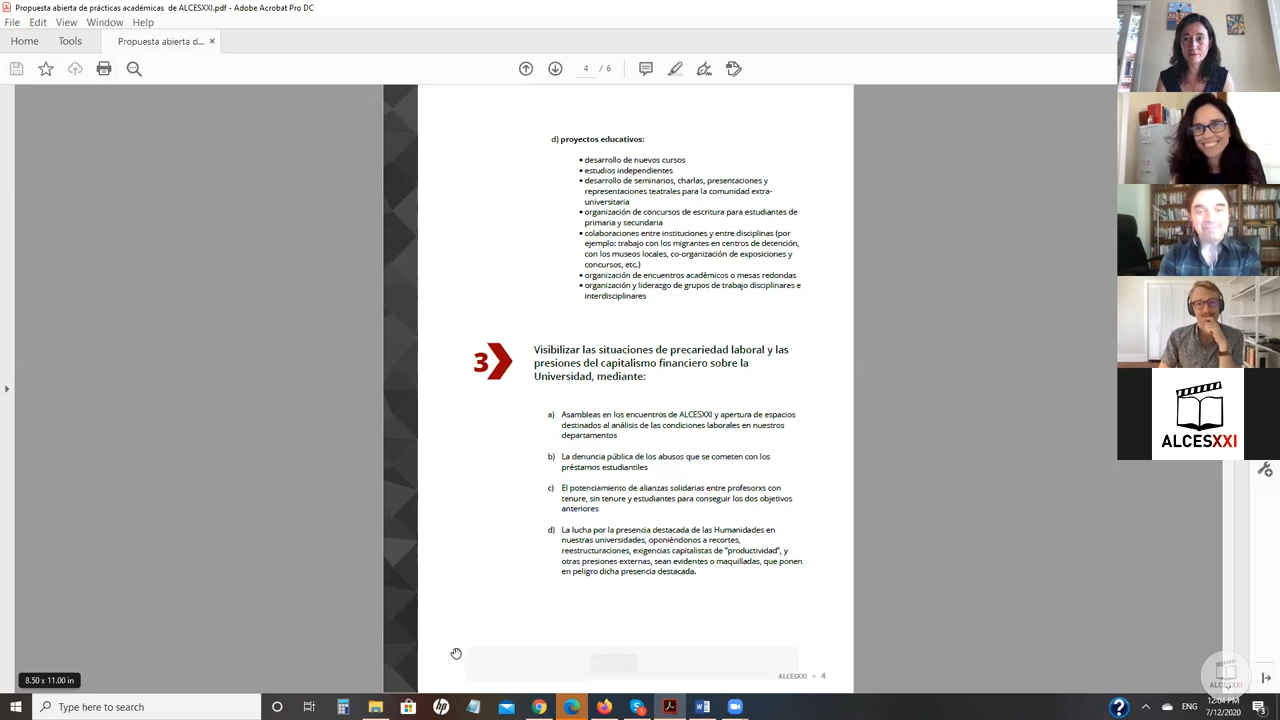 Propuesta abierta de prácticas académicas de ALCESXXI.pdf - Adobe Acrobat Pro DC
File Edit View Window Help
Home Tools Propuesta abierta d... ×
4 / 6
d) proyectos educativos:
• desarrollo de nuevos cursos
• estudios independientes
• desarrollo de seminarios, charlas, presentaciones y
representaciones teatrales para la comunidad extra-
universitaria
• organización de concursos de escritura para estudiantes de
primaria y secundaria
• colaboraciones entre instituciones y entre disciplinas (por
ejemplo: trabajo con los migrantes en centros de detención,
con los museos locales, co-organización de exposiciones y
concursos, etc.)
• organización de encuentros académicos o mesas redondas
• organización y liderazgo de grupos de trabajo disciplinares e
interdisciplinares
3
Visibilizar las situaciones de precariedad laboral y las
presiones del capitalismo financiero sobre la
Universidad, mediante:
a) Asambleas en los encuentros de ALCESXXI y apertura de espacios
destinados al análisis de las condiciones laborales en nuestros
departamentos
b) La denuncia pública de los abusos que se cometen con los
préstamos estudiantiles
c) El potenciamiento de alianzas solidarias entre profesorxs con
tenure, sin tenure y estudiantes para conseguir los dos objetivos
anteriores
d) La lucha por la presencia destacada de las Humanidades en
nuestras universidades, oponiéndonos a recortes,
reestructuraciones, exigencias capitalistas de "productividad", y
otras presiones externas, sean evidentes o maquilladas, que ponen
en peligro dicha presencia destacada.
ALCESXXI > 4
8.50 x 11.00 in
ALCESXXI
ALCESXXI
Type here to search
ENG
12:04 PM
7/12/2020
3